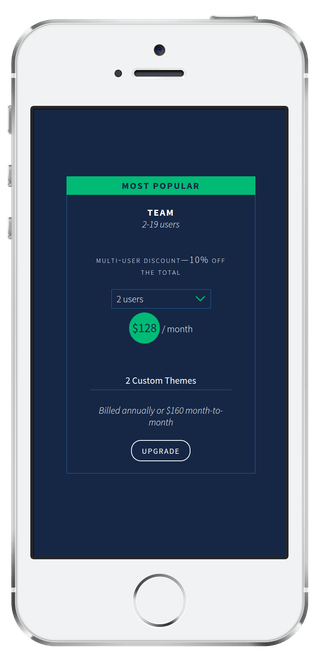 MOST POPULAR
TEAM
2-19 users
MULTI-USER DISCOUNT—10% OFF
THE TOTAL
2 users
$128 / month
2 Custom Themes
Billed annually or $160 month-to-
month
UPGRADE